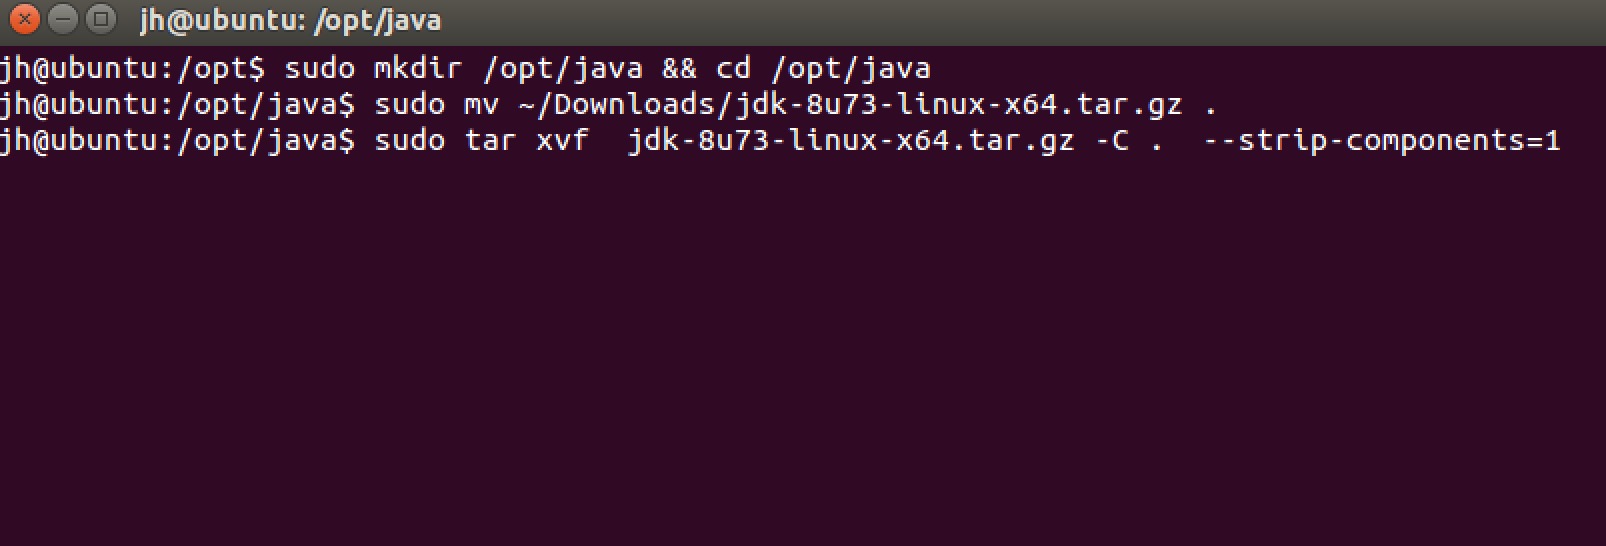 jh@ubuntu: /opt/java
jh@ubuntu:/opt$ sudo mkdir /opt/java && cd /opt/java
jh@ubuntu:/opt/java$ sudo mv ~/Downloads/jdk-8u73-linux-x64.tar.gz .
jh@ubuntu:/opt/java$ sudo tar xvf  jdk-8u73-linux-x64.tar.gz -C .  --strip-components=1